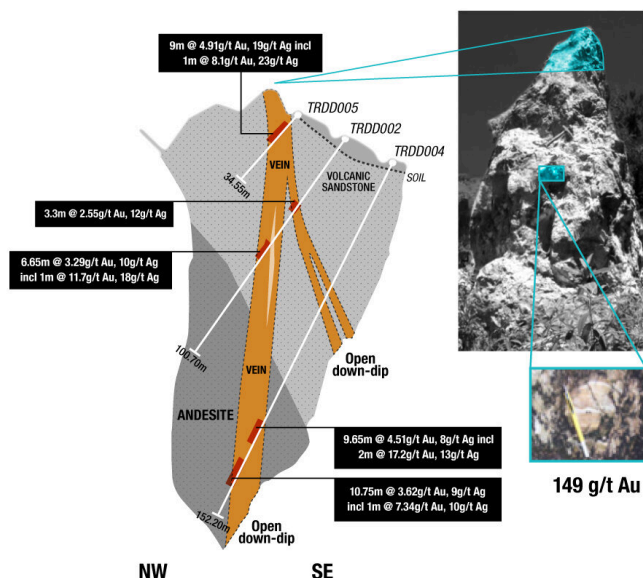 9m @ 4.91g/t Au, 19g/t Ag incl
1m @ 8.1g/t Au, 23g/t Ag
TRDD005
TRDD002
TRDD004
34.55m
VEIN
VOLCANIC
SANDSTONE
SOIL
3.3m @ 2.55g/t Au, 12g/t Ag
6.65m @ 3.29g/t Au, 10g/t Ag
incl 1m @ 11.7g/t Au, 18g/t Ag
100.70m
Open
down-dip
VEIN
ANDESITE
9.65m @ 4.51g/t Au, 8g/t Ag incl
2m @ 17.2g/t Au, 13g/t Ag
10.75m @ 3.62g/t Au, 9g/t Ag
incl 1m @ 7.34g/t Au, 10g/t Ag
149 g/t Au
152.20m
Open
down-dip
NW
SE